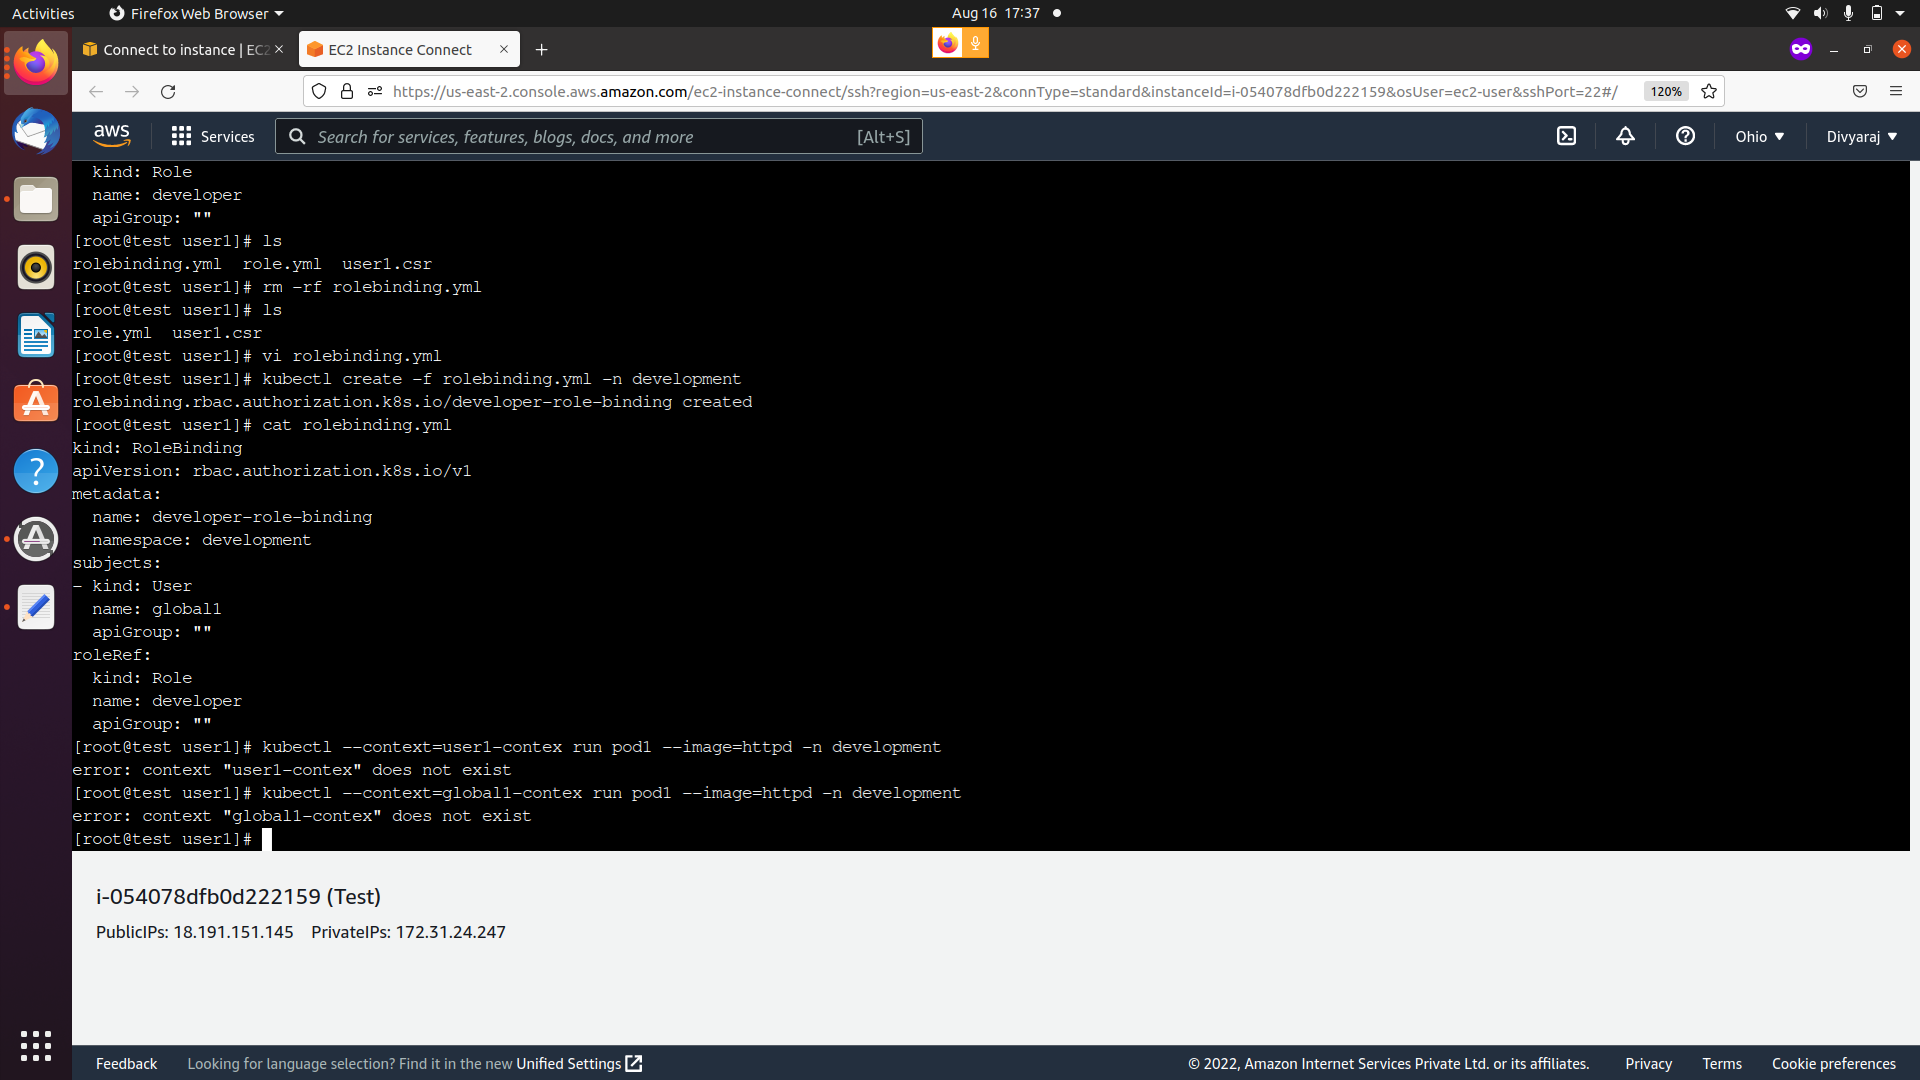 Activities
Firefox Web Browser
Aug 16 17:37
Connect to instance | EC2
EC2 Instance Connect
https://us-east-2.console.aws.amazon.com/ec2-instance-connect/ssh?region=us-east-2&connType=standard&instanceId=i-054078dfb0d222159&osUser=ec2-user&sshPort=22#/
120%
aws
Services
Search for services, features, blogs, docs, and more
[Alt+S]
Ohio
Divyaraj
kind: Role
name: developer
apiGroup: ""
[root@test user1]# ls
rolebinding.yml role.yml user1.csr
[root@test user1]# rm -rf rolebinding.yml
[root@test user1]# ls
role.yml user1.csr
[root@test user1]# vi rolebinding.yml
[root@test user1]# kubectl create -f rolebinding.yml -n development
rolebinding.rbac.authorization.k8s.io/developer-role-binding created
[root@test user1]# cat rolebinding.yml
kind: RoleBinding
apiVersion: rbac.authorization.k8s.io/v1
metadata:
name: developer-role-binding
namespace: development
subjects:
- kind: User
name: global1
apiGroup: ""
roleRef:
kind: Role
name: developer
apiGroup: ""
[root@test user1]# kubectl --context=user1-contex run pod1 --image=httpd -n development
error: context "user1-contex" does not exist
[root@test user1]# kubectl --context=global1-contex run pod1 --image=httpd -n development
error: context "global1-contex" does not exist
[root@test user1]#
i-054078dfb0d222159 (Test)
PublicIPs: 18.191.151.145 PrivateIPs: 172.31.24.247
Feedback
Looking for language selection? Find it in the new Unified Settings
© 2022, Amazon Internet Services Private Ltd. or its affiliates.
Privacy
Terms
Cookie preferences